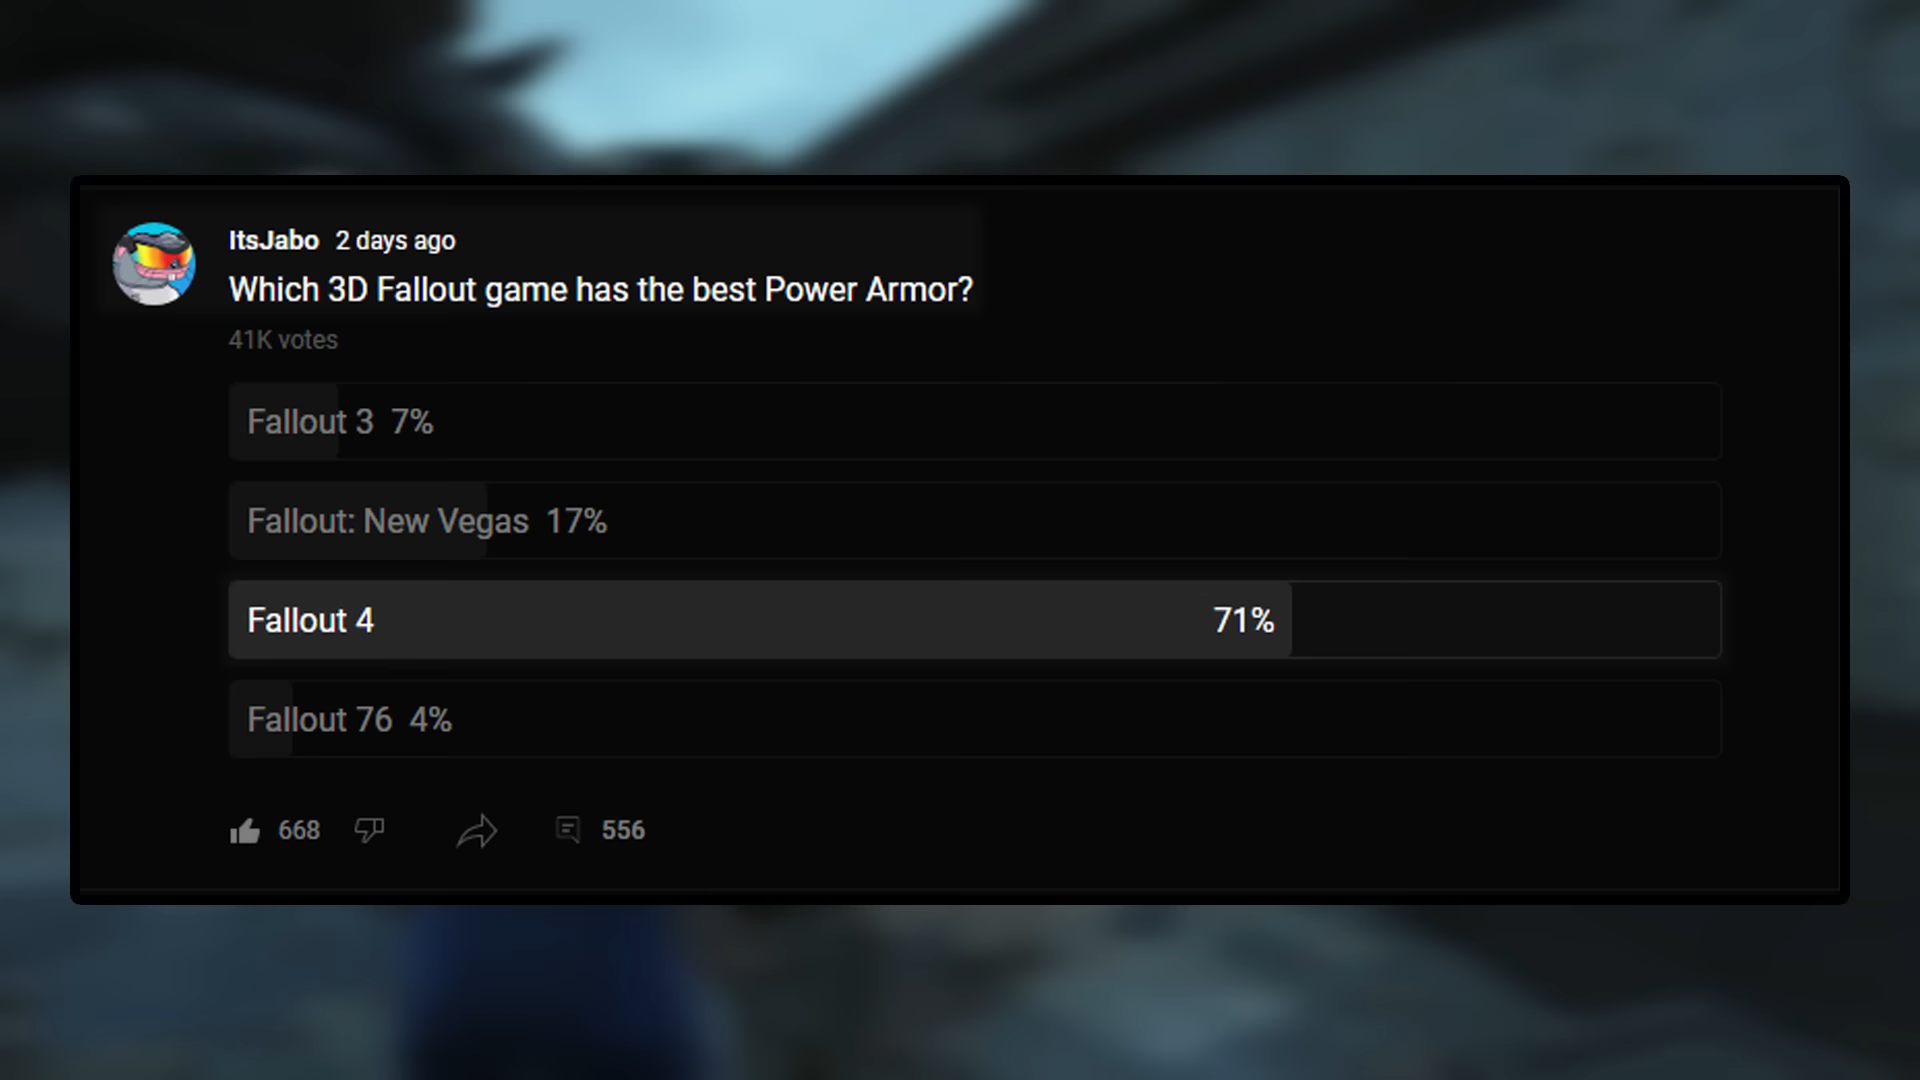 ItsJabo 2 days ago
Which 3D Fallout game has the best Power Armor?
41K votes
Fallout 3 7%
Fallout: New Vegas 17%
Fallout 4 71%
Fallout 76 4%
668 556